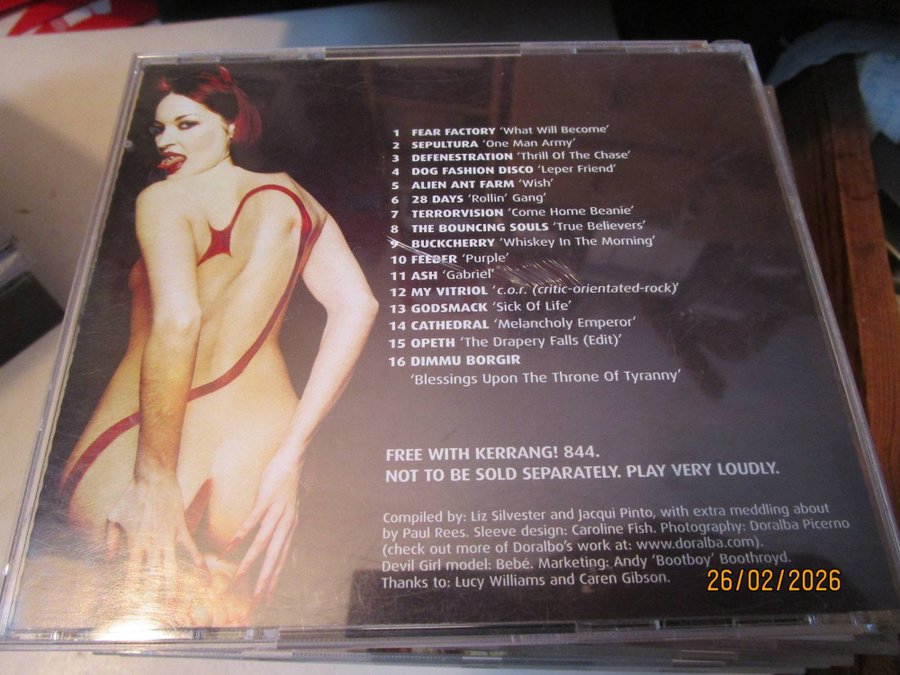 1 FEAR FACTORY 'What Will Become'
2 SEPULTURA 'One Man Army'
3 DEFENESTRATION 'Thrill Of The Chase'
4 DOG FASHION DISCO 'Leper Friend'
5 ALIEN ANT FARM 'Wish'
6 28 DAYS 'Rollin' Gang'
7 TERRORVISION 'Come Home Beanie'
8 THE BOUNCING SOULS 'True Believers'
9 BUCKCHERRY 'Whiskey In The Morning'
10 FEEDER 'Purple'
11 ASH 'Gabriel'
12 MY VITRIOL 'c.o.r. (critic-orientated-rock)'
13 GODSMACK 'Sick Of Life'
14 CATHEDRAL 'Melancholy Emperor'
15 OPETH 'The Drapery Falls (Edit)'
16 DIMMU BORGIR
'Blessings Upon The Throne Of Tyranny'
FREE WITH KERRANG! 844.
NOT TO BE SOLD SEPARATELY. PLAY VERY LOUDLY.
Compiled by: Liz Silvester and Jacqui Pinto, with extra meddling about
by Paul Rees. Sleeve design: Caroline Fish. Photography: Doralba Picerno
(check out more of Doralbo's work at: www.doralba.com).
Devil Girl model: Bebé. Marketing: Andy 'Bootboy' Boothroyd.
Thanks to: Lucy Williams and Caren Gibson.
26/02/2026